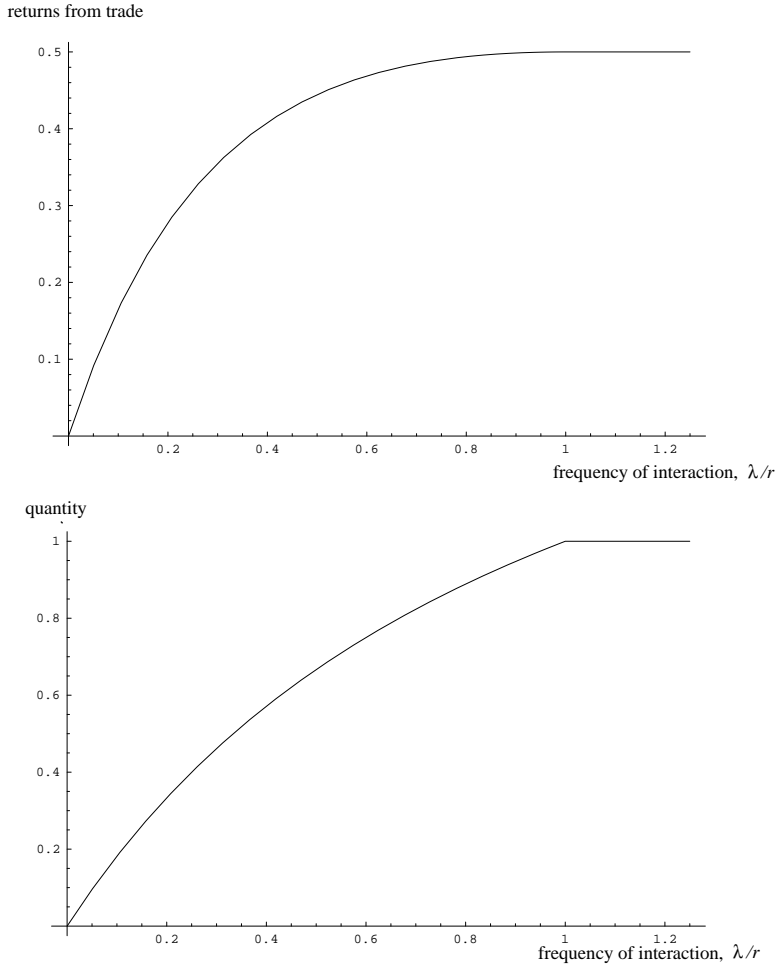 returns from trade
0.5
0.4
0.3
0.2
0.1
0.2 0.4 0.6 0.8 1 1.2
frequency of interaction, λ/r
quantity
1
0.8
0.6
0.4
0.2
0.2 0.4 0.6 0.8 1 1.2
frequency of interaction, λ/r